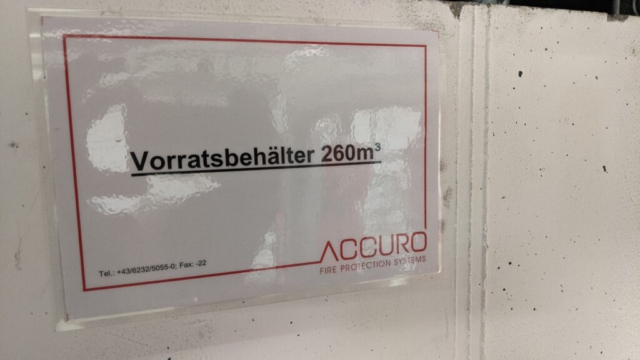 Vorratsbehälter 260m³
ACCURO
FIRE PROTECTION SYSTEMS
Tel.: +43/6232/5055-0; Fax: -22